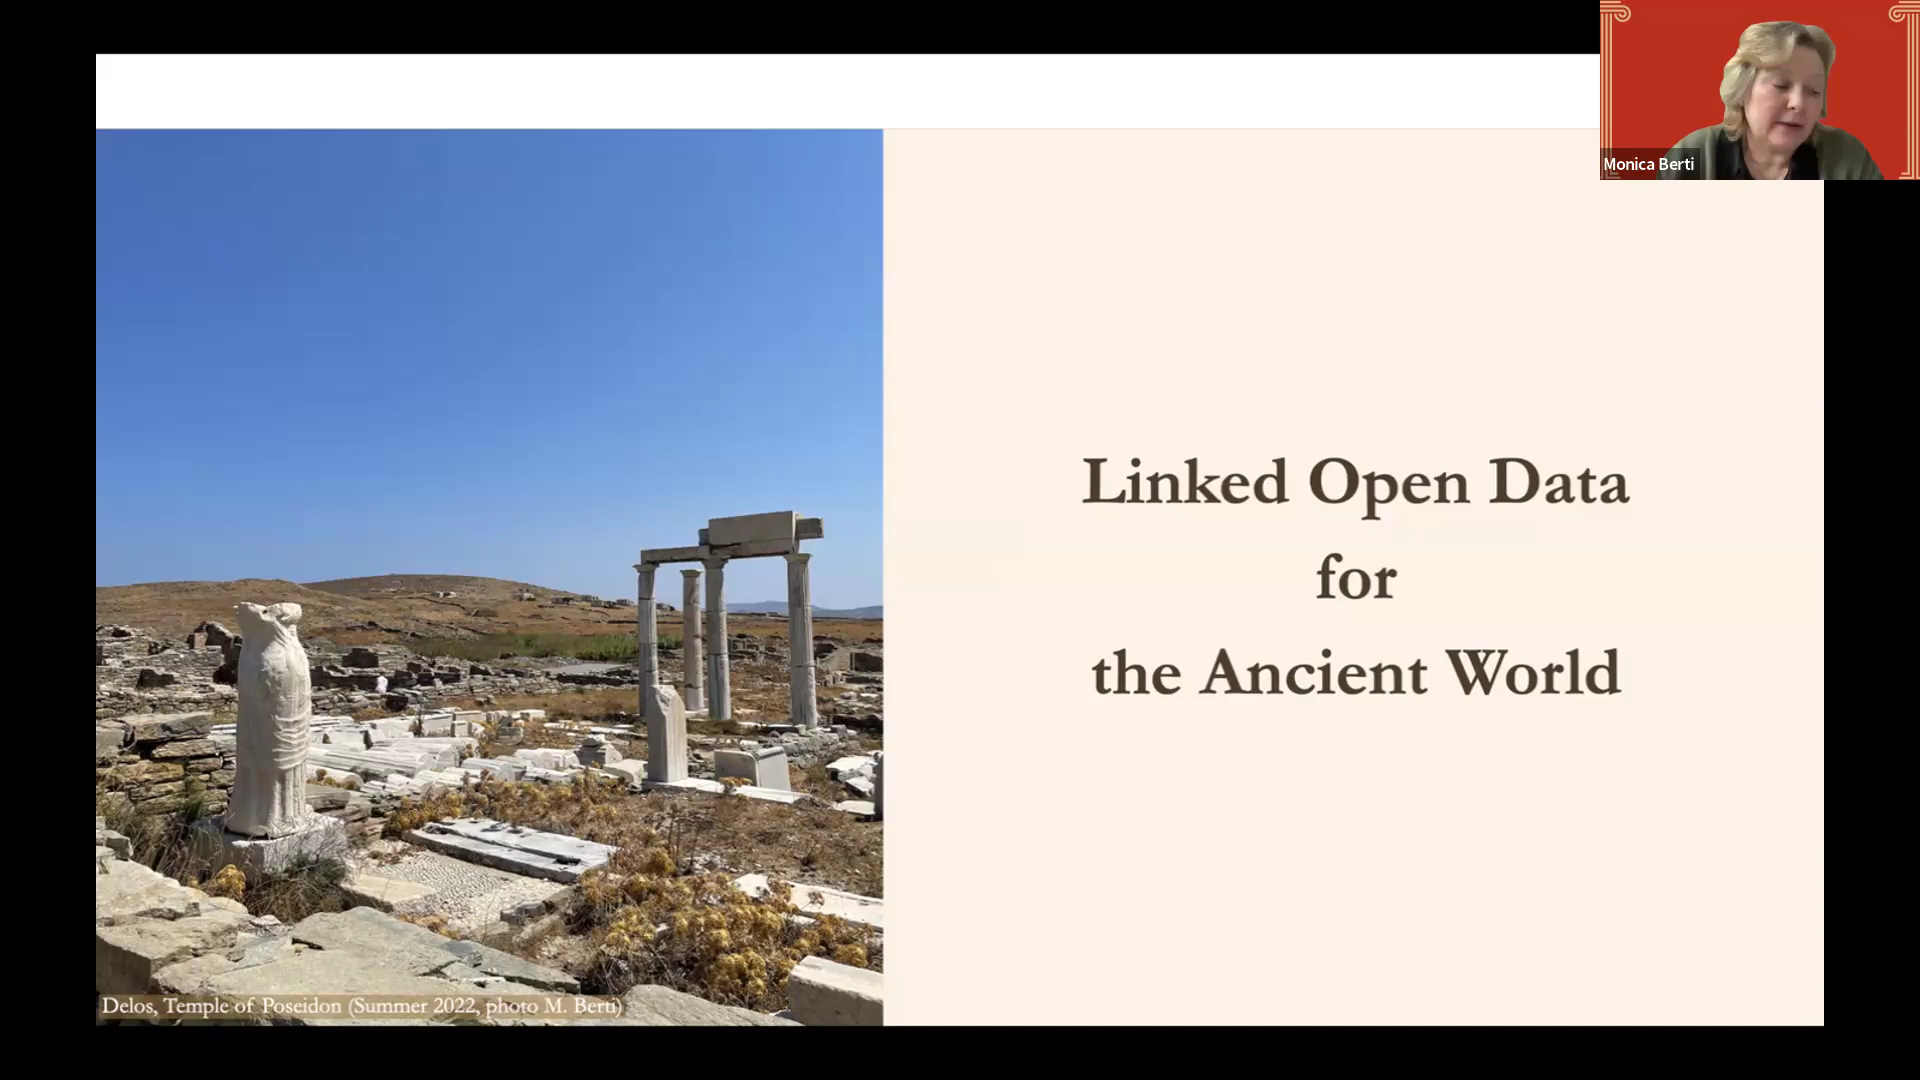 Monica Berti
Linked Open Data
for
the Ancient World
Delos, Temple of Poseidon (Summer 2022, photo M. Berti)